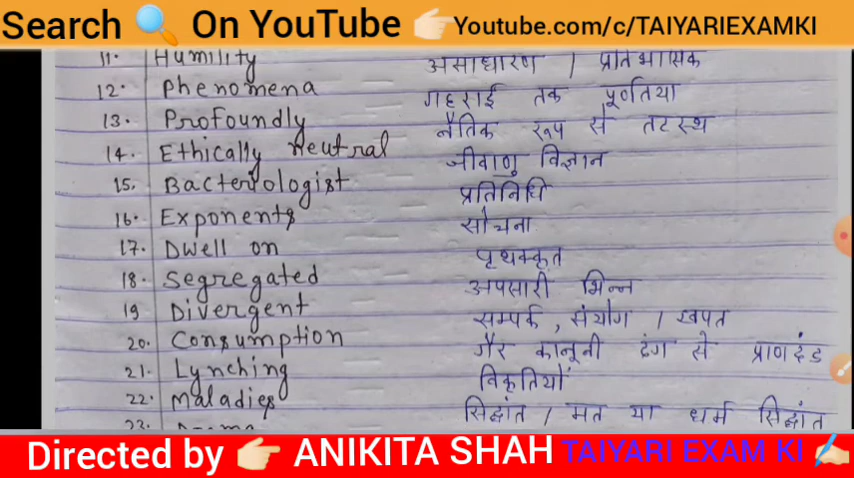 Search 🔍 On YouTube 👉🏻Youtube.com/c/TAIYARIEXAMKI
11. Humility
12. Phenomena असाधारण / प्रतिभासिक
13. Profoundly गहराई तक पूर्णतिया
14. Ethically neutral नैतिक रूप से तटस्थ
15. Bacteriologist जीवाणु विज्ञान
16. Exponents प्रतिनिधि
17. Dwell on सोचना
18. Segregated पृथक्कृत
19 Divergent अपसारी भिन्न
20. Consumption सम्पर्क, संयोग / खपत
21. Lynching गैर कानूनी ढंग से प्राणदंड
22. Maladies विकृतियों
23. सिद्धांत / मत या धर्म सिद्धांत
Directed by 👉🏻 ANIKITA SHAH TAIYARI EXAM KI ✍🏻